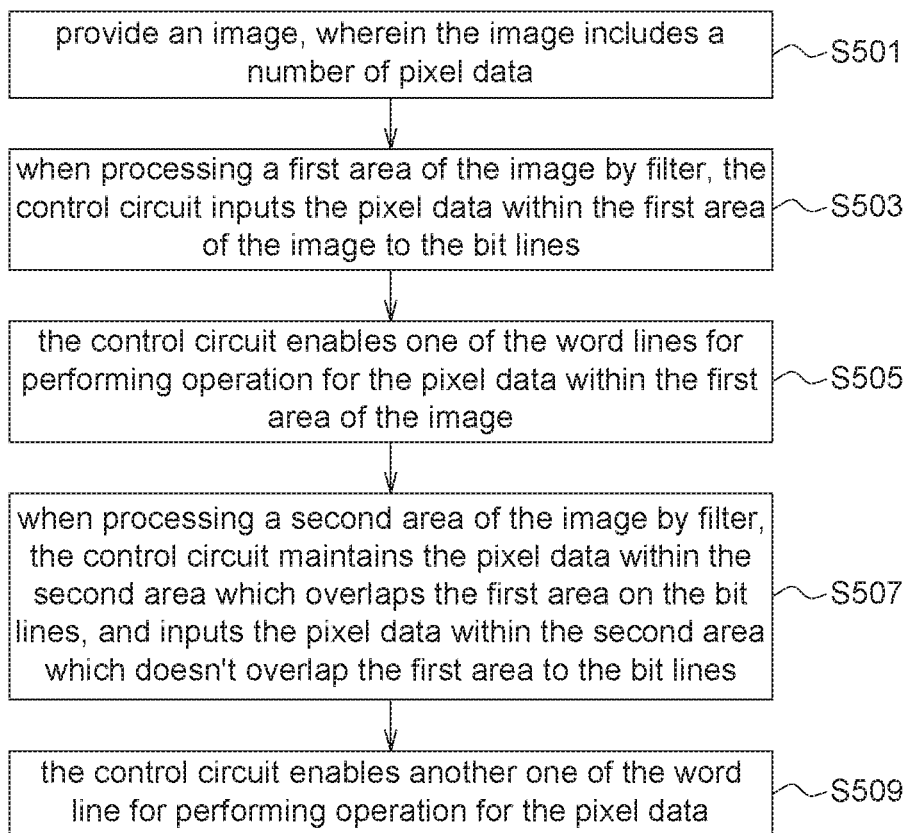 provide an image, wherein the image includes a
number of pixel data
S501
when processing a first area of the image by filter, the
control circuit inputs the pixel data within the first area
of the image to the bit lines
S503
the control circuit enables one of the word lines for
performing operation for the pixel data within the first
area of the image
S505
when processing a second area of the image by filter,
the control circuit maintains the pixel data within the
second area which overlaps the first area on the bit
lines, and inputs the pixel data within the second area
which doesn't overlap the first area to the bit lines
S507
the control circuit enables another one of the word
line for performing operation for the pixel data
S509